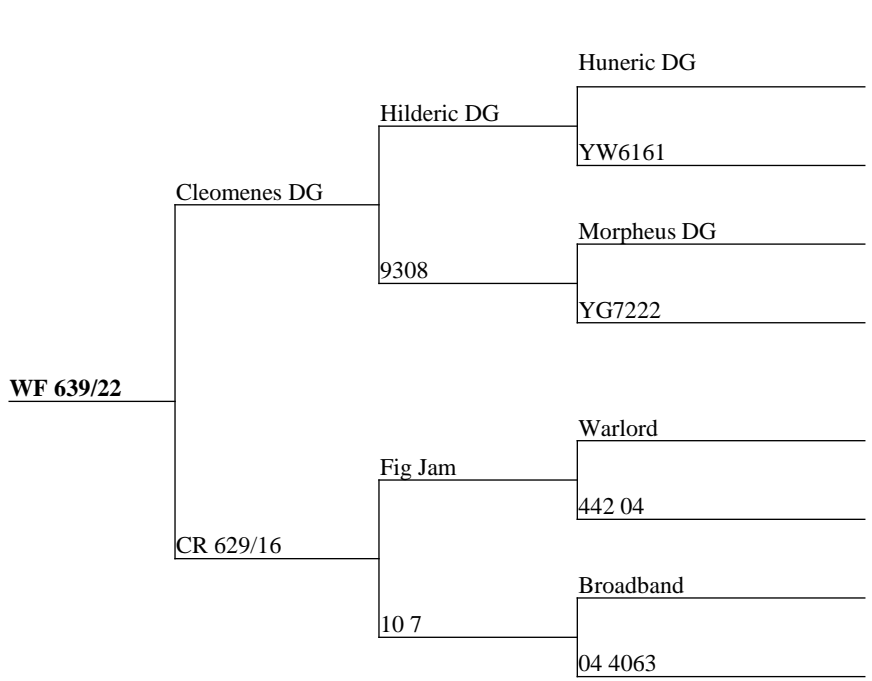 Huneric DG
Hilderic DG
YW6161
Cleomenes DG
Morpheus DG
9308
YG7222
WF 639/22
Warlord
Fig Jam
442 04
CR 629/16
Broadband
10 7
04 4063